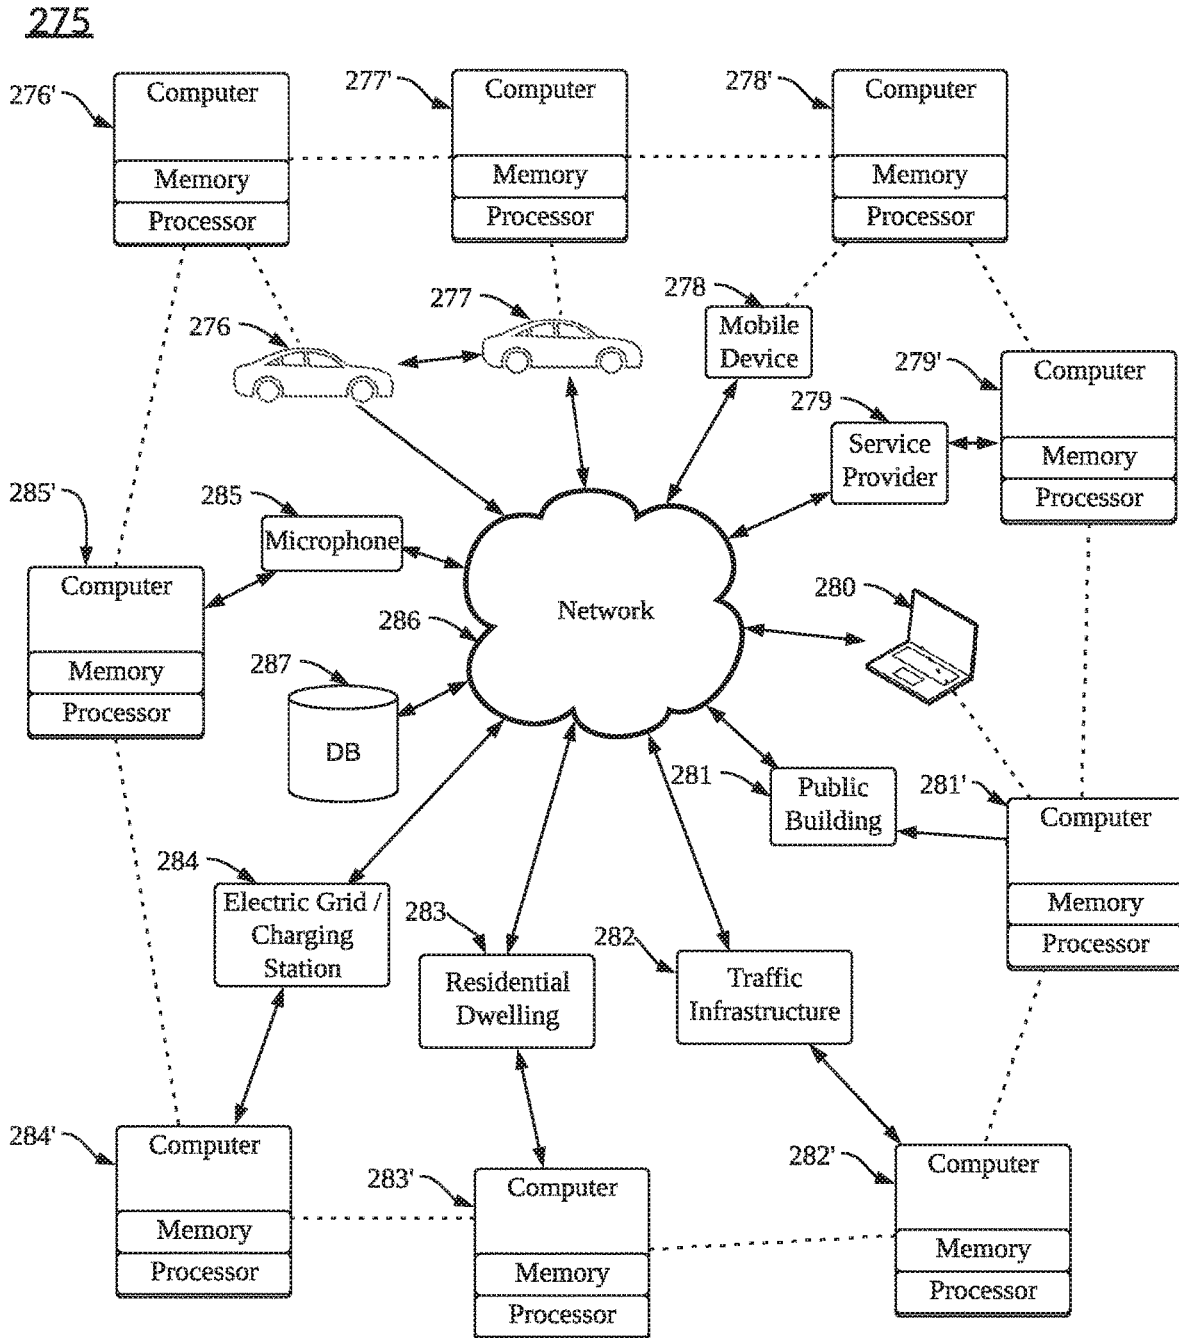 275
276'
Computer
Memory
Processor
277'
Computer
Memory
Processor
278'
Computer
Memory
Processor
276
277
278
Mobile
Device
279'
Computer
Memory
Processor
279
Service
Provider
285'
Computer
Memory
Processor
285
Microphone
286
Network
280
287
DB
281
Public
Building
281'
Computer
Memory
Processor
284
Electric Grid /
Charging
Station
283
Residential
Dwelling
282
Traffic
Infrastructure
284'
Computer
Memory
Processor
283'
Computer
Memory
Processor
282'
Computer
Memory
Processor